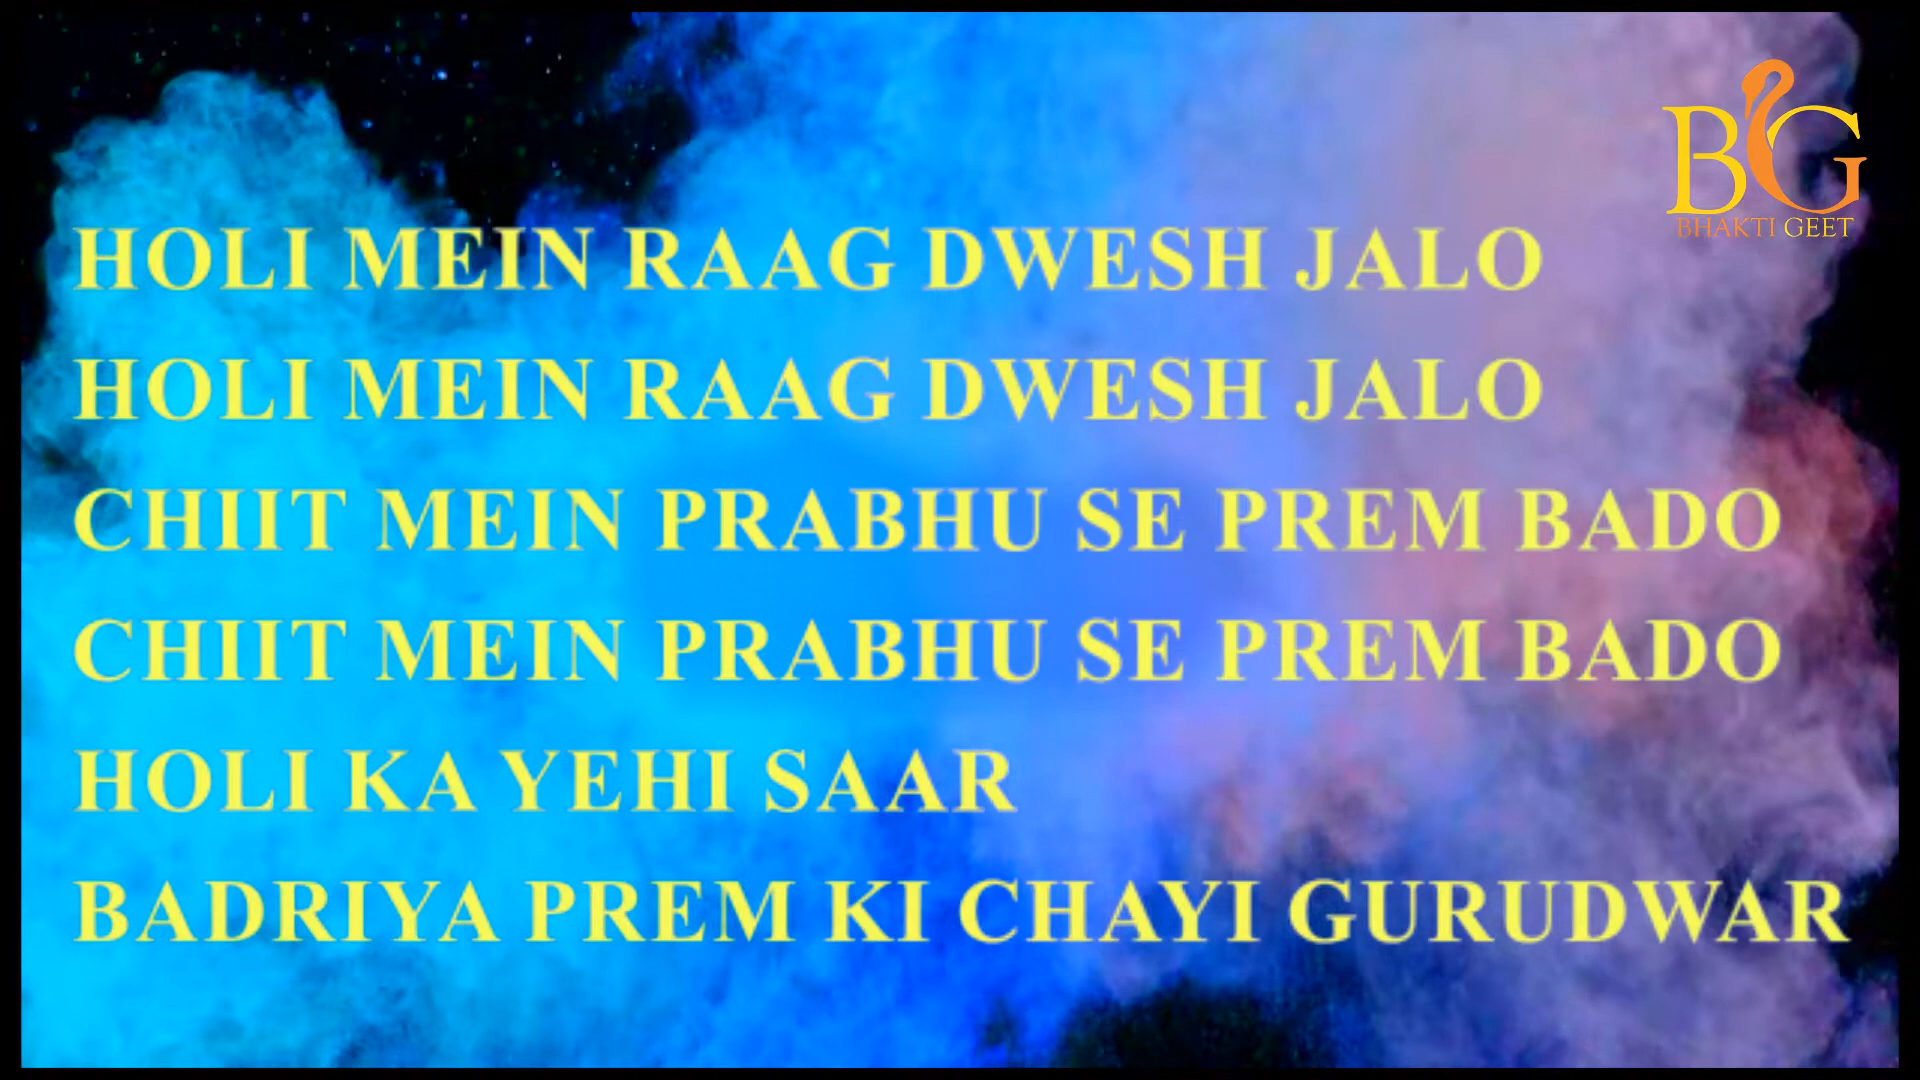 BG
BHAKTI GEET
HOLI MEIN RAAG DWESH JALO
HOLI MEIN RAAG DWESH JALO
CHIIT MEIN PRABHU SE PREM BADO
CHIIT MEIN PRABHU SE PREM BADO
HOLI KA YEHI SAAR
BADRIYA PREM KI CHAYI GURUDWAR